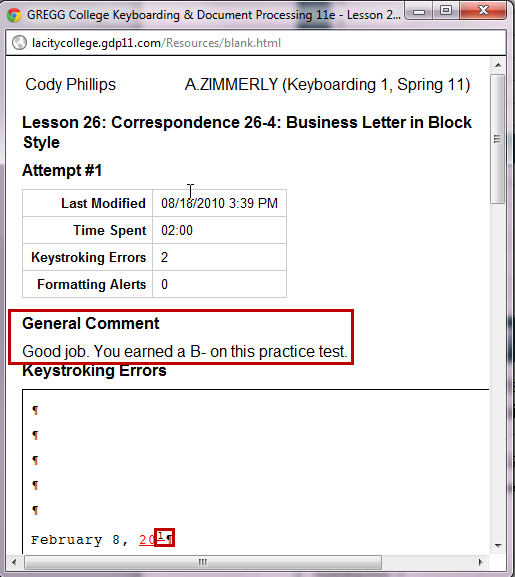 GREGG College Keyboarding & Document Processing 11e - Lesson 2...
lacitycollege.gdp11.com/Resources/blank.html
Cody Phillips A.ZIMMERLY (Keyboarding 1, Spring 11)
Lesson 26: Correspondence 26-4: Business Letter in Block
Style
Attempt #1
Last Modified 08/18/2010 3:39 PM
Time Spent 02:00
Keystroking Errors 2
Formatting Alerts 0
General Comment
Good job. You earned a B- on this practice test.
Keystroking Errors
¶
¶
¶
¶
¶
February 8, 20 1¶